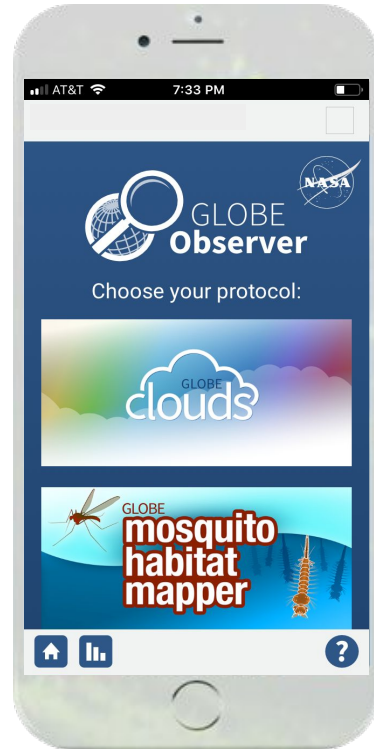 AT&T
7:33 PM
NASA
GLOBE
Observer
Choose your protocol:
GLOBE
clouds
GLOBE
mosquito
habitat
mapper
?